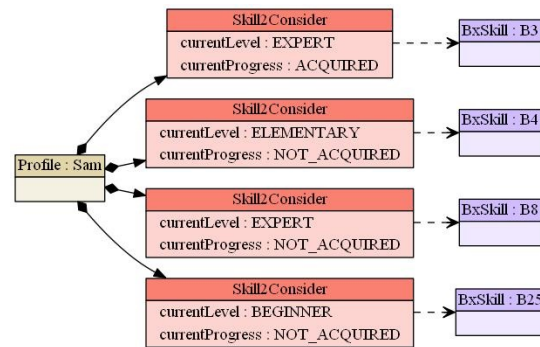 Skill2Consider
currentLevel : EXPERT
currentProgress : ACQUIRED
BxSkill : B3
Skill2Consider
currentLevel : ELEMENTARY
currentProgress : NOT_ACQUIRED
BxSkill : B4
Profile : Sam
Skill2Consider
currentLevel : EXPERT
currentProgress : NOT_ACQUIRED
BxSkill : B8
Skill2Consider
currentLevel : BEGINNER
currentProgress : NOT_ACQUIRED
BxSkill : B25